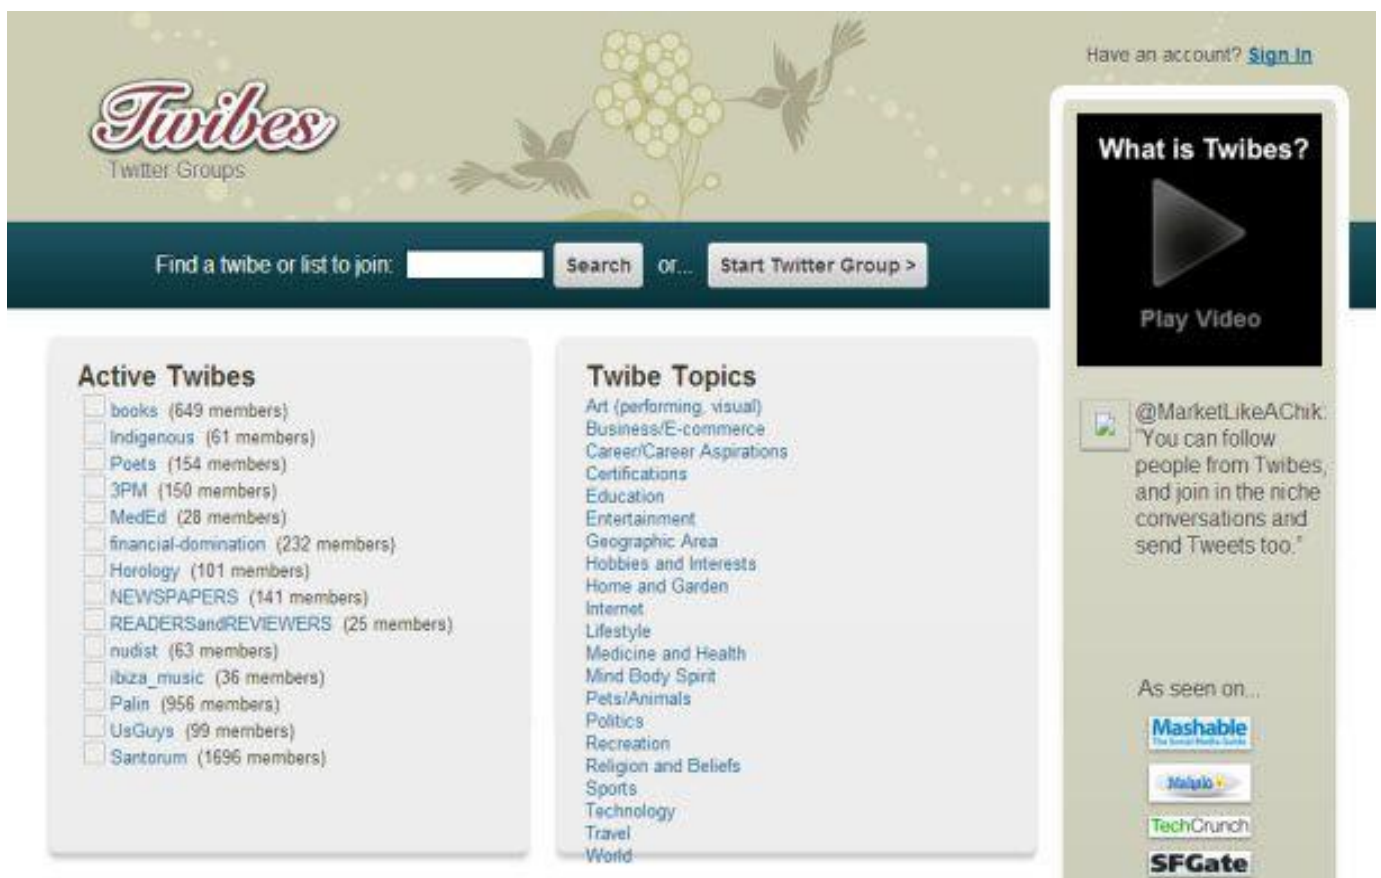 Have an account? Sign In
Twibes
Twitter Groups
Find a twibe or list to join:
Search
or...
Start Twitter Group >
What is Twibes?
Play Video
Active Twibes
books (649 members)
Indigenous (61 members)
Poets (154 members)
3PM (150 members)
MedEd (28 members)
financial-domination (232 members)
Horology (101 members)
NEWSPAPERS (141 members)
READERSandREVIEWERS (25 members)
nudist (63 members)
ibiza_music (36 members)
Palin (956 members)
UsGuys (99 members)
Santorum (1696 members)
Twibe Topics
Art (performing, visual)
Business/E-commerce
Career/Career Aspirations
Certifications
Education
Entertainment
Geographic Area
Hobbies and Interests
Home and Garden
Internet
Lifestyle
Medicine and Health
Mind Body Spirit
Pets/Animals
Politics
Recreation
Religion and Beliefs
Sports
Technology
Travel
World
@MarketLikeAChik:
"You can follow
people from Twibes,
and join in the niche
conversations and
send Tweets too."
As seen on...
Mashable
The Social Media Guide
Mahalo
TechCrunch
SFGate